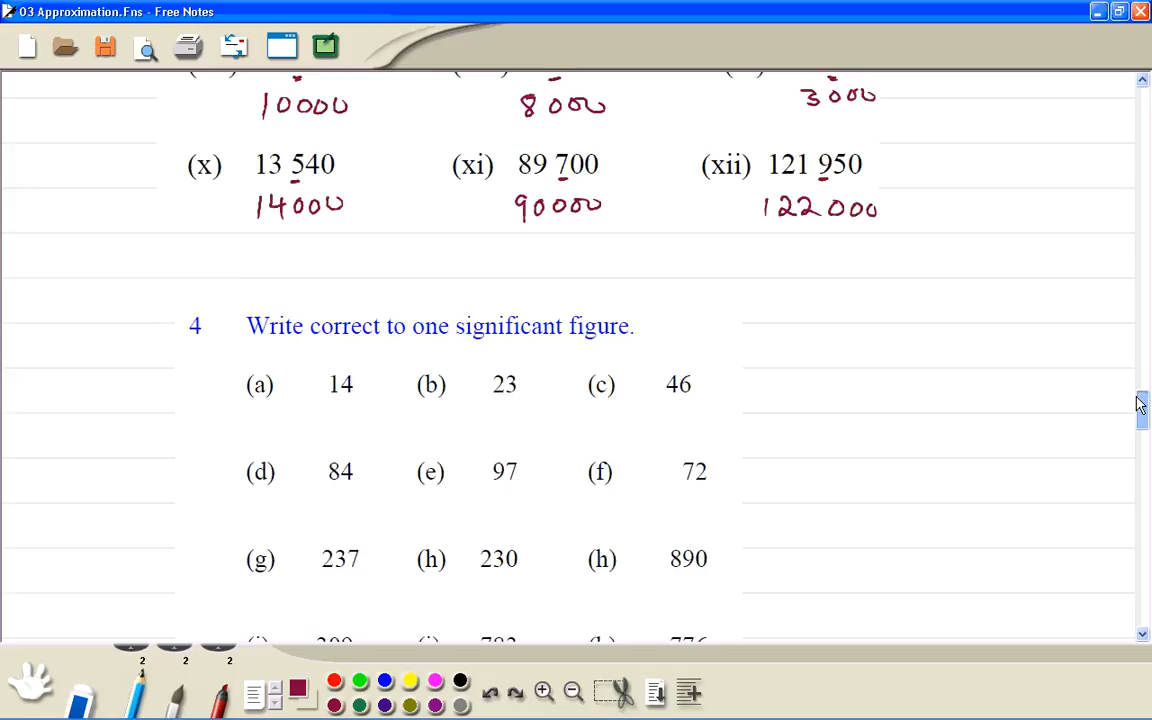 03 Approximation.Fns - Free Notes
10000 8000 3000
(x) 13 540 (xi) 89 700 (xii) 121 950
14000 90000 122000
4 Write correct to one significant figure.
(a) 14 (b) 23 (c) 46
(d) 84 (e) 97 (f) 72
(g) 237 (h) 230 (h) 890
2 2 2